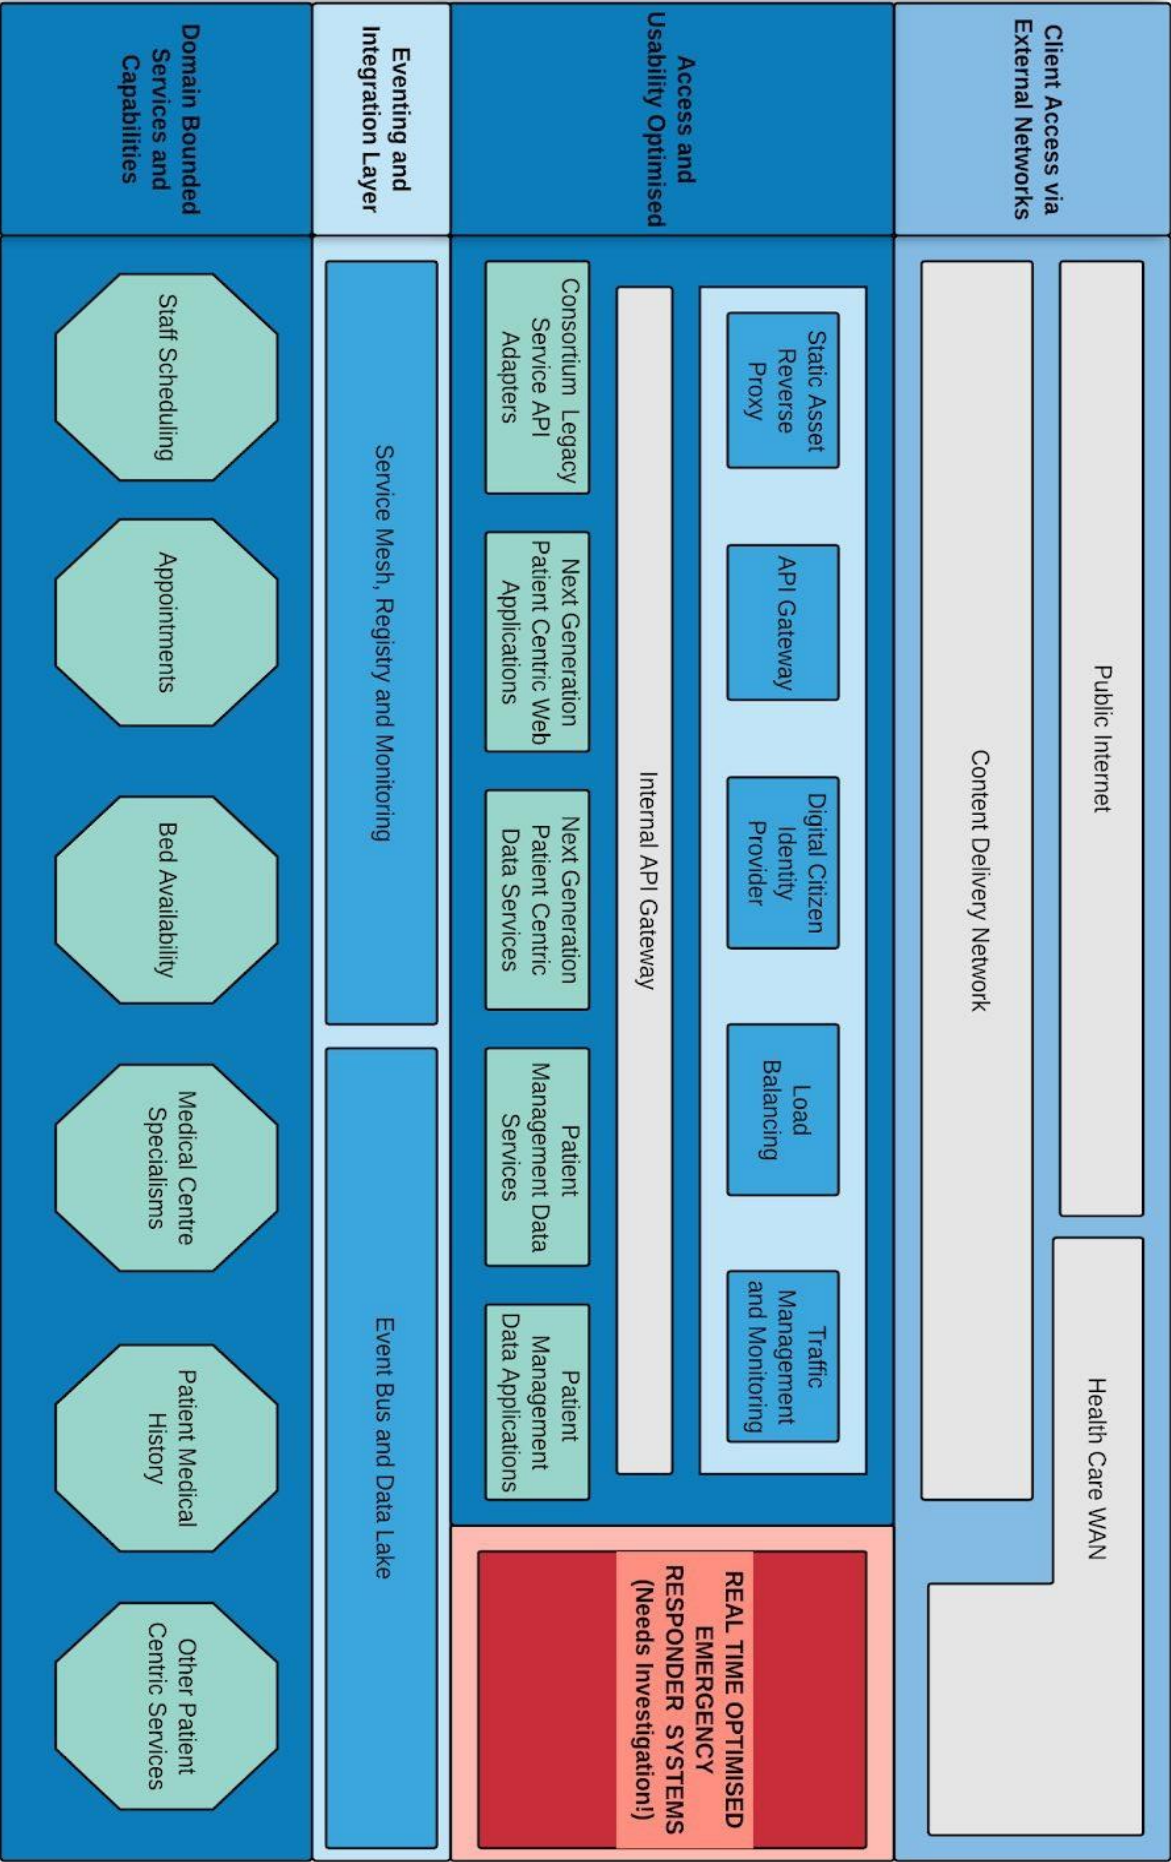 Client Access via
External Networks
Public Internet
Health Care WAN
Content Delivery Network
Access and
Usability Optimised
Static Asset
Reverse
Proxy
API Gateway
Digital Citizen
Identity
Provider
Load
Balancing
Traffic
Management
and Monitoring
Internal API Gateway
Consortium Legacy
Service API
Adapters
Next Generation
Patient Centric Web
Applications
Next Generation
Patient Centric
Data Services
Patient
Management Data
Services
Patient
Management
Data Applications
REAL TIME OPTIMISED
EMERGENCY
RESPONDER SYSTEMS
(Needs Investigation!)
Eventing and
Integration Layer
Service Mesh, Registry and Monitoring
Event Bus and Data Lake
Domain Bounded
Services and
Capabilities
Staff Scheduling
Appointments
Bed Availability
Medical Centre
Specialisms
Patient Medical
History
Other Patient
Centric Services